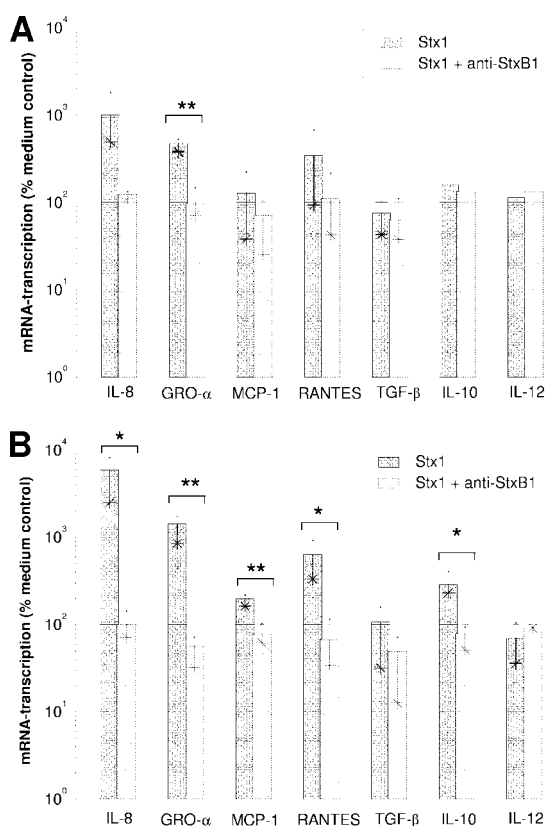 A
mRNA-transcription (% medium control)
10⁴
10³
10²
10¹
10⁰
Stx1
Stx1 + anti-StxB1
**
IL-8 GRO-α MCP-1 RANTES TGF-β IL-10 IL-12
B
mRNA-transcription (% medium control)
10⁴
10³
10²
10¹
10⁰
Stx1
Stx1 + anti-StxB1
* ** ** * *
IL-8 GRO-α MCP-1 RANTES TGF-β IL-10 IL-12